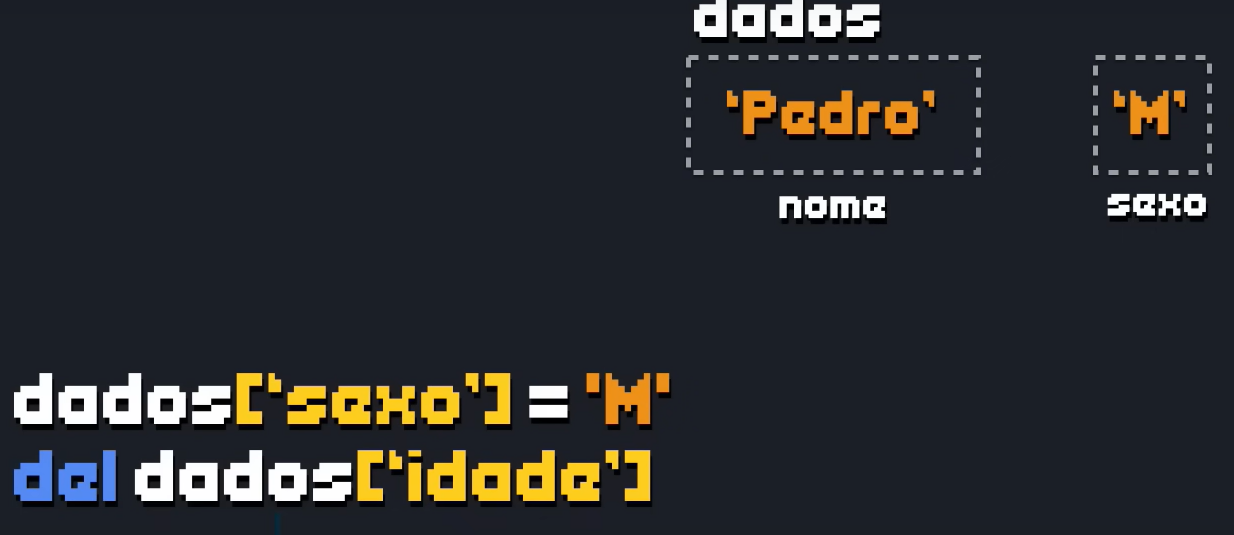 dados
‘Pedro’ ‘M’
nome sexo
dados[‘sexo’] = 'M'
del dados[‘idade’]